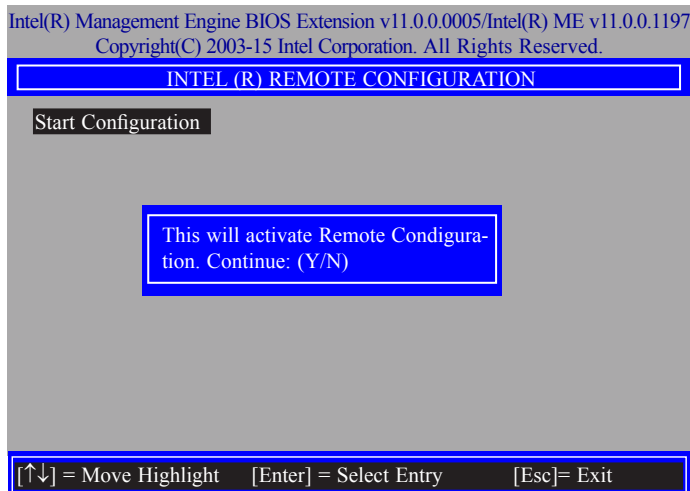 Intel(R) Management Engine BIOS Extension v11.0.0.0005/Intel(R) ME v11.0.0.1197
Copyright(C) 2003-15 Intel Corporation. All Rights Reserved.
INTEL (R) REMOTE CONFIGURATION
Start Configuration
This will activate Remote Condigura-
tion. Continue: (Y/N)
[↑↓] = Move Highlight [Enter] = Select Entry [Esc]= Exit